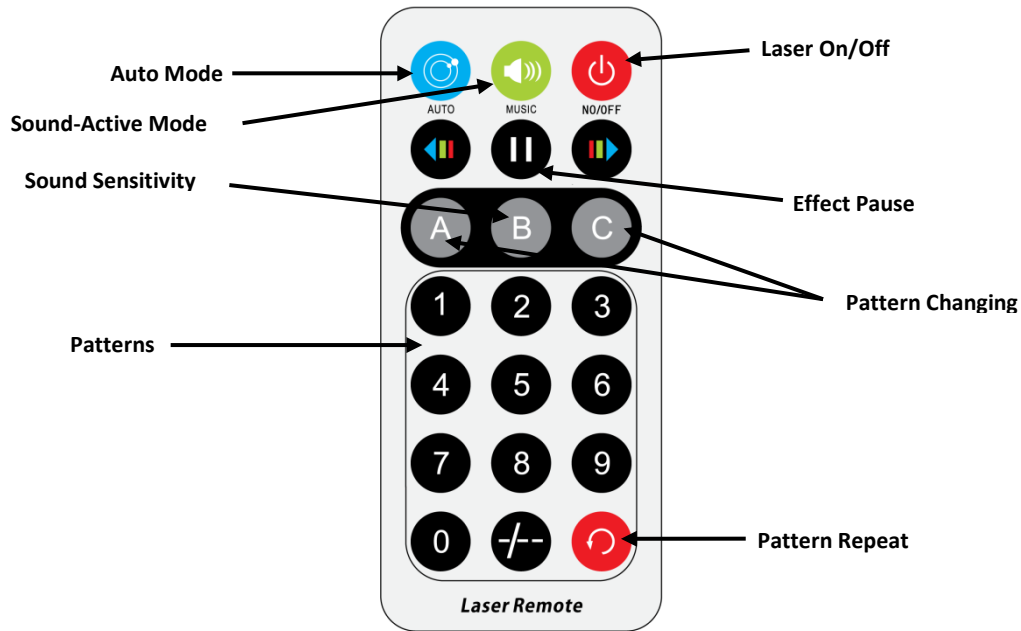 Laser On/Off
Auto Mode
AUTO
MUSIC
NO/OFF
Sound-Active Mode
Sound Sensitivity
Effect Pause
A B C
Pattern Changing
1 2 3
Patterns
4 5 6
7 8 9
0 -/--
Pattern Repeat
Laser Remote